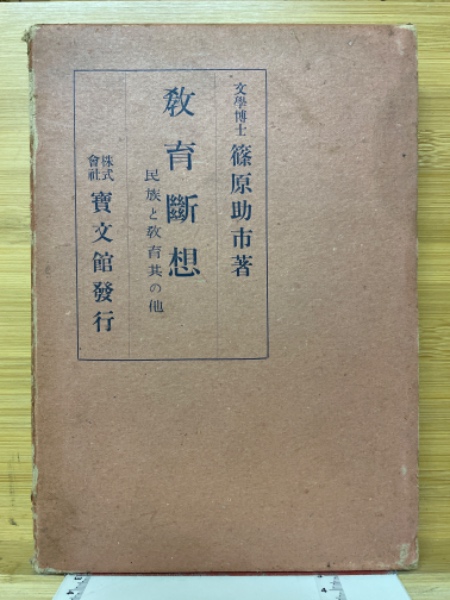 文學博士 篠原助市著
教育斷想
民族と教育其の他
株式會社 寶文館發行